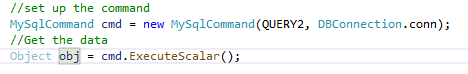 //set up the command
MySqlCommand cmd = new MySqlCommand(QUERY2, DBConnection.conn);
//Get the data
Object obj = cmd.ExecuteScalar();